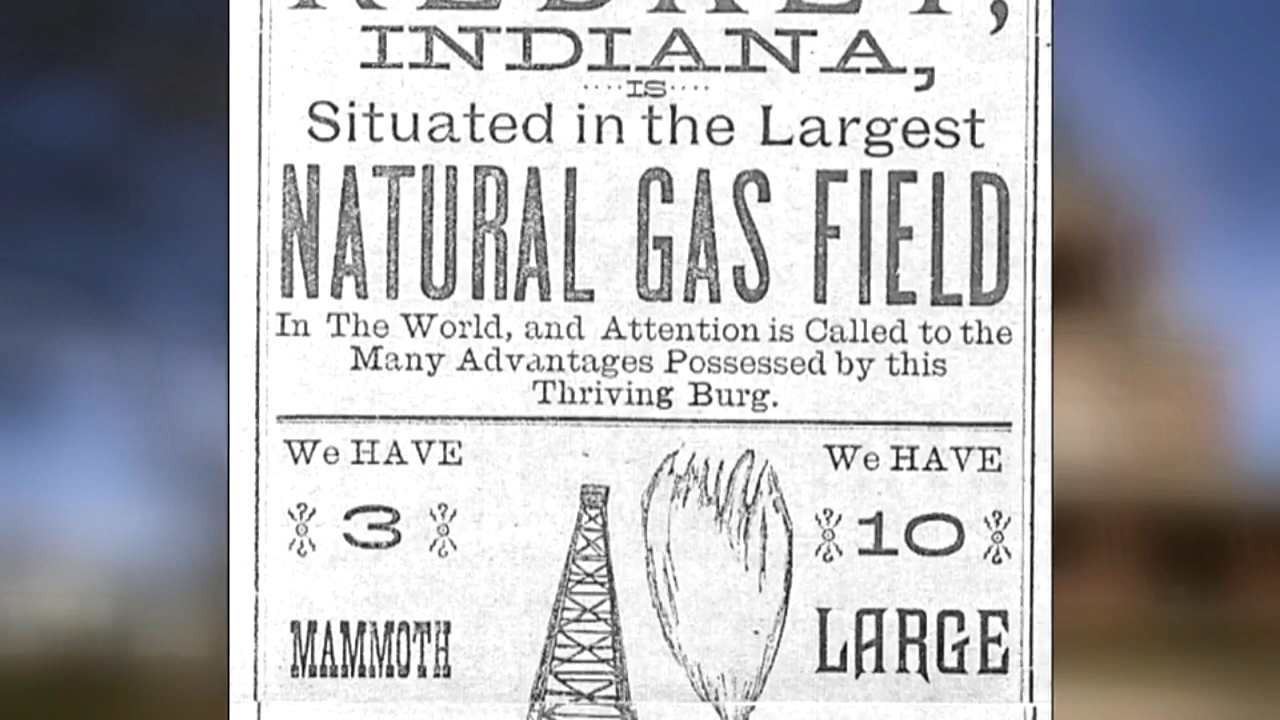 REDKEY,
INDIANA,
IS
Situated in the Largest
NATURAL GAS FIELD
In The World, and Attention is Called to the
Many Advantages Possessed by this
Thriving Burg.
We HAVE
3
MAMMOTH
We HAVE
10
LARGE